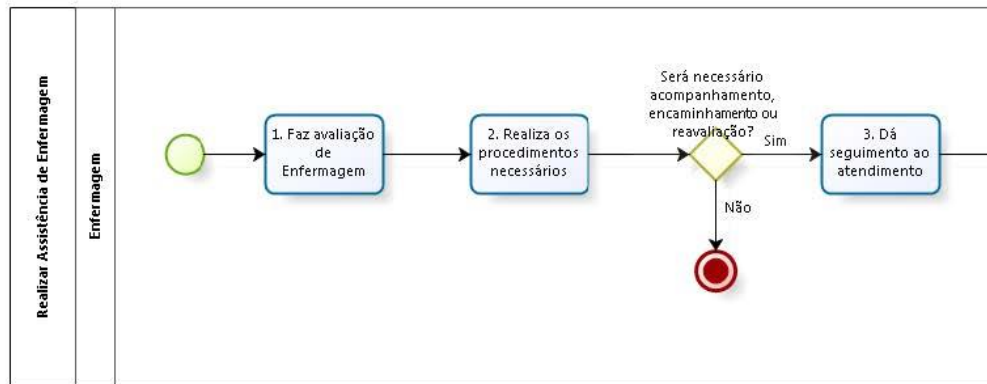 Realizar Assistência de Enfermagem
Enfermagem
1. Faz avaliação
de
Enfermagem
2. Realiza os
procedimentos
necessários
Será necessário
acompanhamento,
encaminhamento ou
reavaliação?
Sim
Não
3. Dá
seguimento ao
atendimento